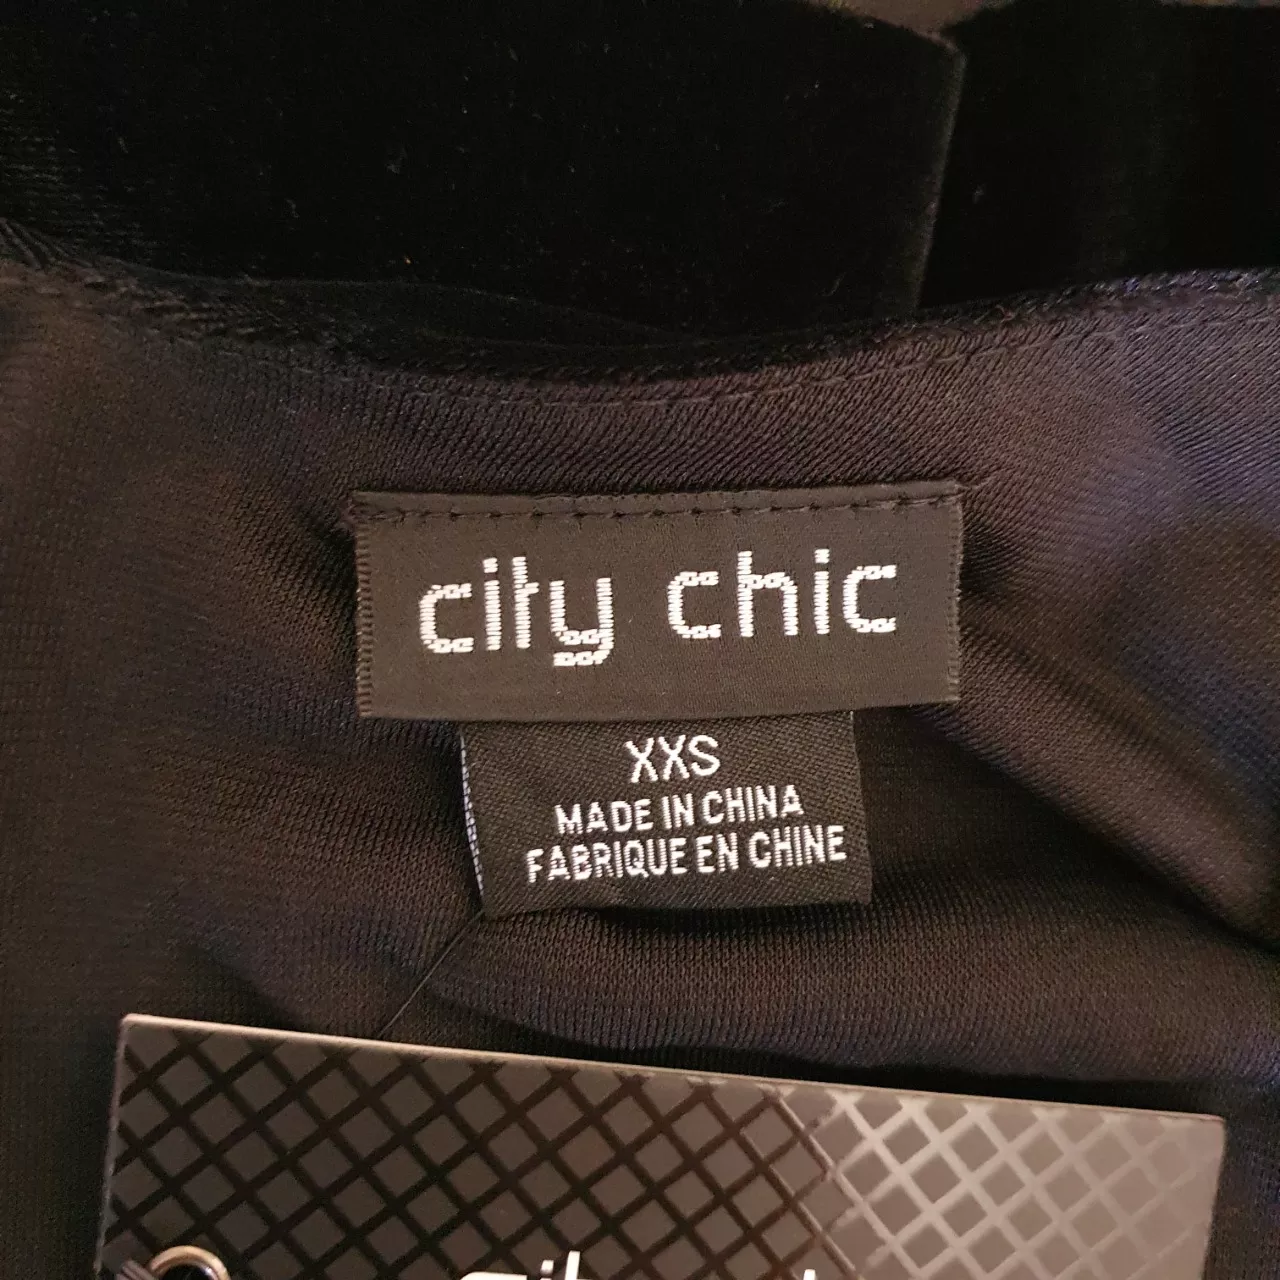 city chic
XXS
MADE IN CHINA
FABRIQUE EN CHINE